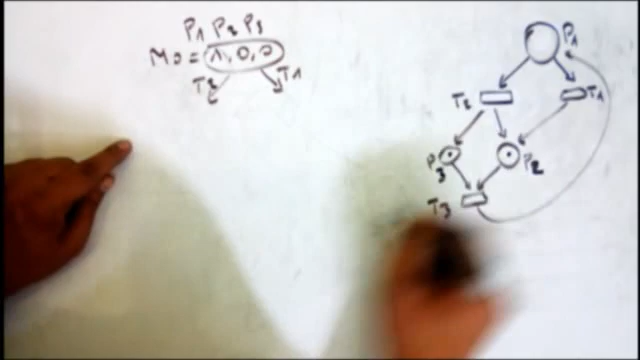 P1 P2 P3
M0 = (1, 0, 0)
T2 T1
P1
T2 T1
P3 P2
T3